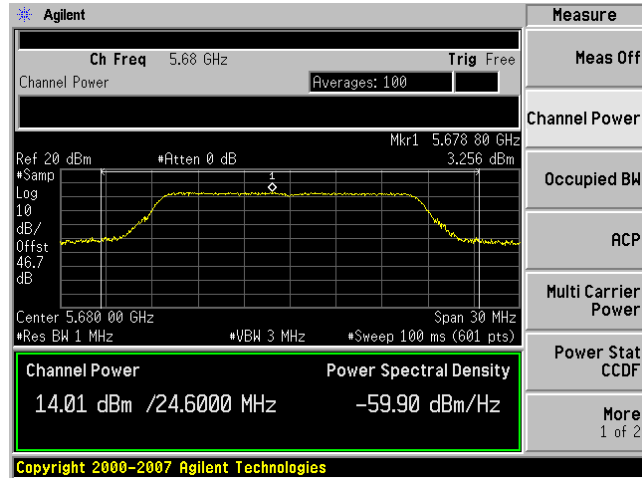 Agilent
Measure
Ch Freq 5.68 GHz Trig Free
Channel Power Averages: 100
Mkr1 5.678 80 GHz
Ref 20 dBm #Atten 0 dB 3.256 dBm
#Samp
Log
10
dB/
Offst
46.7
dB
1
Center 5.680 00 GHz Span 30 MHz
#Res BW 1 MHz #VBW 3 MHz #Sweep 100 ms (601 pts)
Channel Power Power Spectral Density
14.01 dBm /24.6000 MHz -59.90 dBm/Hz
Copyright 2000-2007 Agilent Technologies
Meas Off
Channel Power
Occupied BW
ACP
Multi Carrier
Power
Power Stat
CCDF
More
1 of 2